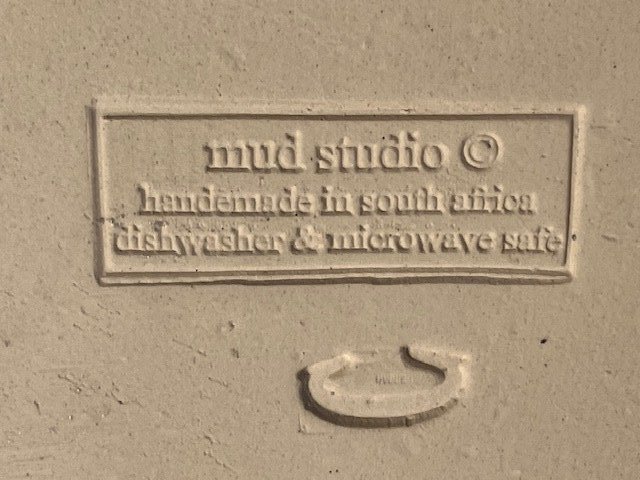 mud studio ©
handemade in south africa
dishwasher & microwave safe